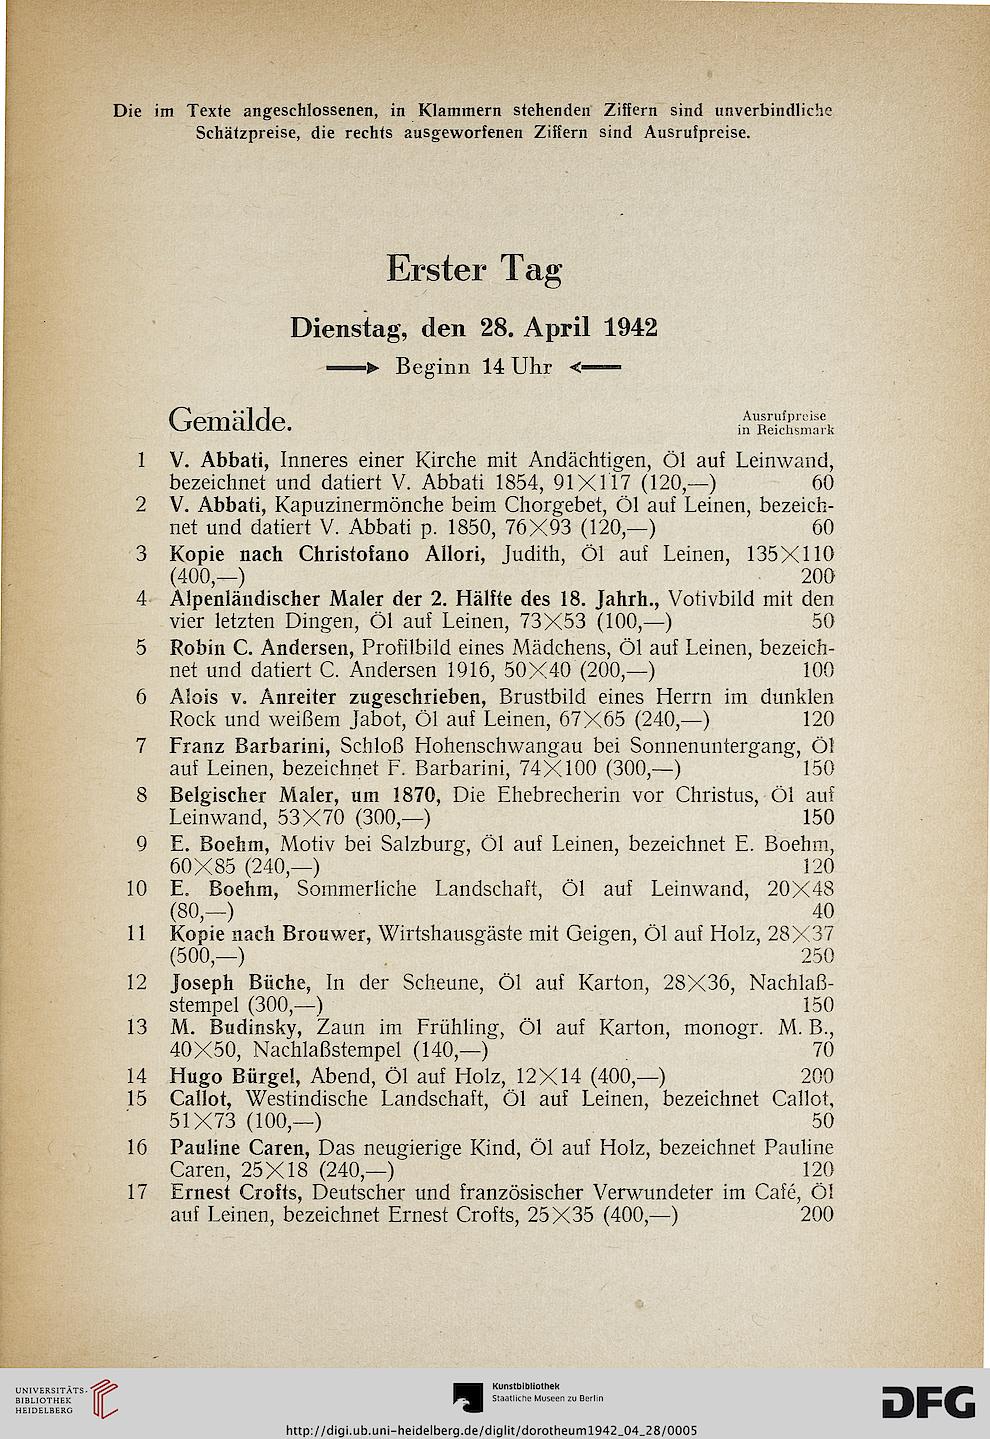 Die im Texte angeschlossenen, in Klammern stehenden Ziffern sind unverbindliche
Schätzpreise, die rechts ausgeworfenen Ziffern sind Ausrufpreise.
Erster Tag
Dienstag, den 28. April 1942
Beginn 14 Uhr
Gemälde.
Ausrufpreise
in Reichsmark
1 V. Abbati, Inneres einer Kirche mit Andächtigen, Öl auf Leinwand,
bezeichnet und datiert V. Abbati 1854, 91×117 (120,—) 60
2 V. Abbati, Kapuzinermönche beim Chorgebet, Öl auf Leinen, bezeich-
net und datiert V. Abbati p. 1850, 76×93 (120,—) 60
3 Kopie nach Christofano Allori, Judith, Öl auf Leinen, 135×110
(400,—) 200
4 Alpenländischer Maler der 2. Hälfte des 18. Jahrh., Votivbild mit den
vier letzten Dingen, Öl auf Leinen, 73×53 (100,—) 50
5 Robin C. Andersen, Profilbild eines Mädchens, Öl auf Leinen, bezeich-
net und datiert C. Andersen 1916, 50×40 (200,—) 100
6 Alois v. Anreiter zugeschrieben, Brustbild eines Herrn im dunklen
Rock und weißem Jabot, Öl auf Leinen, 67×65 (240,—) 120
7 Franz Barbarini, Schloß Hohenschwangau bei Sonnenuntergang, Öl
auf Leinen, bezeichnet F. Barbarini, 74×100 (300,—) 150
8 Belgischer Maler, um 1870, Die Ehebrecherin vor Christus, Öl auf
Leinwand, 53×70 (300,—) 150
9 E. Boehm, Motiv bei Salzburg, Öl auf Leinen, bezeichnet E. Boehm,
60×85 (240,—) 120
10 E. Boehm, Sommerliche Landschaft, Öl auf Leinwand, 20×48
(80,—) 40
11 Kopie nach Brouwer, Wirtshausgäste mit Geigen, Öl auf Holz, 28×37
(500,—) 250
12 Joseph Büche, In der Scheune, Öl auf Karton, 28×36, Nachlaß-
stempel (300,—) 150
13 M. Budinsky, Zaun im Frühling, Öl auf Karton, monogr. M. B.,
40×50, Nachlaßstempel (140,—) 70
14 Hugo Bürgel, Abend, Öl auf Holz, 12×14 (400,—) 200
15 Callot, Westindische Landschaft, Öl auf Leinen, bezeichnet Callot,
51×73 (100,—) 50
16 Pauline Caren, Das neugierige Kind, Öl auf Holz, bezeichnet Pauline
Caren, 25×18 (240,—) 120
17 Ernest Crofts, Deutscher und französischer Verwundeter im Café, Öl
auf Leinen, bezeichnet Ernest Crofts, 25×35 (400,—) 200
UNIVERSITÄTS-
BIBLIOTHEK
HEIDELBERG
Kunstbibliothek
Staatliche Museen zu Berlin
DFG
http://digi.ub.uni-heidelberg.de/diglit/dorotheum1942_04_28/0005